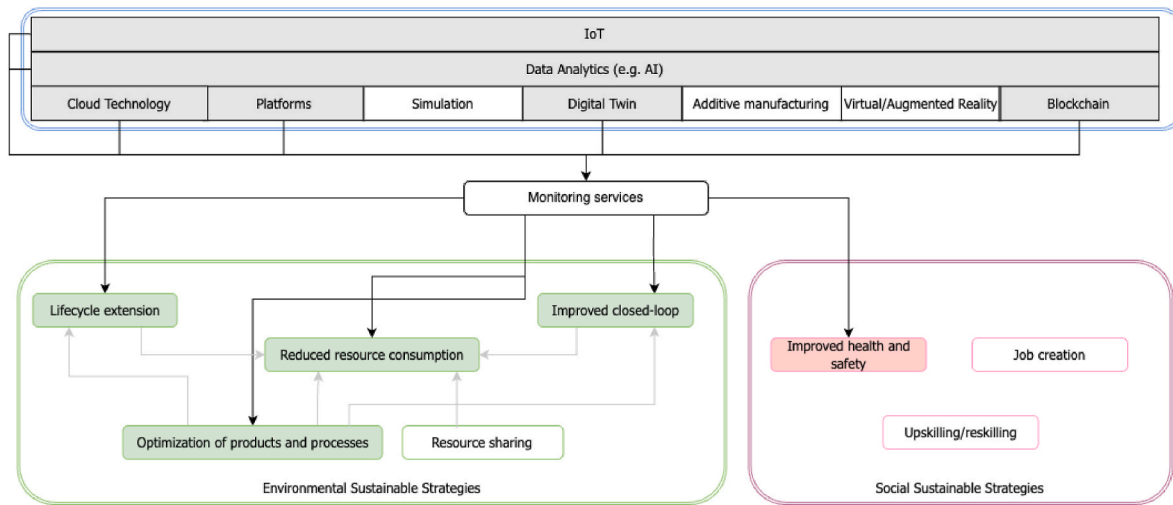 IoT
Data Analytics (e.g. AI)
Cloud Technology
Platforms
Simulation
Digital Twin
Additive manufacturing
Virtual/Augmented Reality
Blockchain
Monitoring services
Lifecycle extension
Improved closed-loop
Reduced resource consumption
Improved health and
safety
Job creation
Optimization of products and processes
Resource sharing
Upskilling/reskilling
Environmental Sustainable Strategies
Social Sustainable Strategies